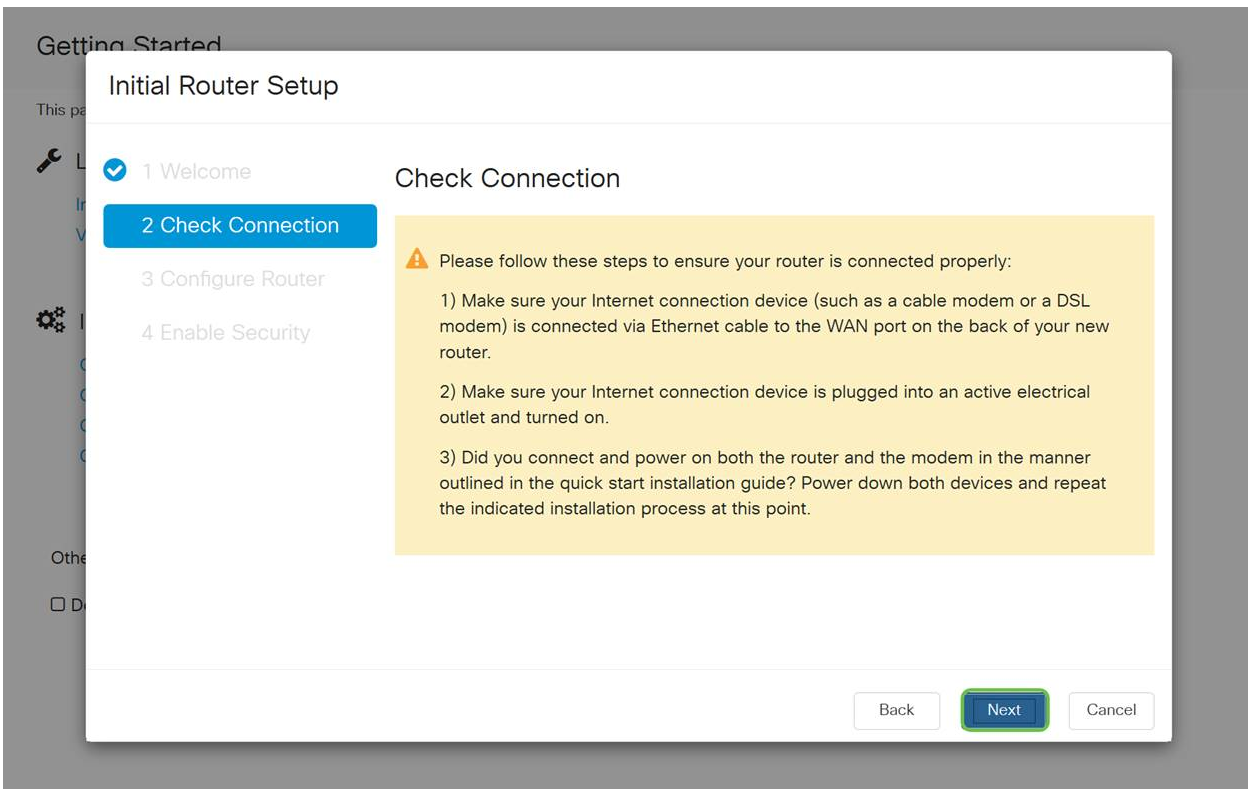 Getting Started
Initial Router Setup
This
1 Welcome
2 Check Connection
3 Configure Router
4 Enable Security
Check Connection
Please follow these steps to ensure your router is connected properly:
1) Make sure your Internet connection device (such as a cable modem or a DSL
modem) is connected via Ethernet cable to the WAN port on the back of your new
router.
2) Make sure your Internet connection device is plugged into an active electrical
outlet and turned on.
3) Did you connect and power on both the router and the modem in the manner
outlined in the quick start installation guide? Power down both devices and repeat
the indicated installation process at this point.
Back
Next
Cancel